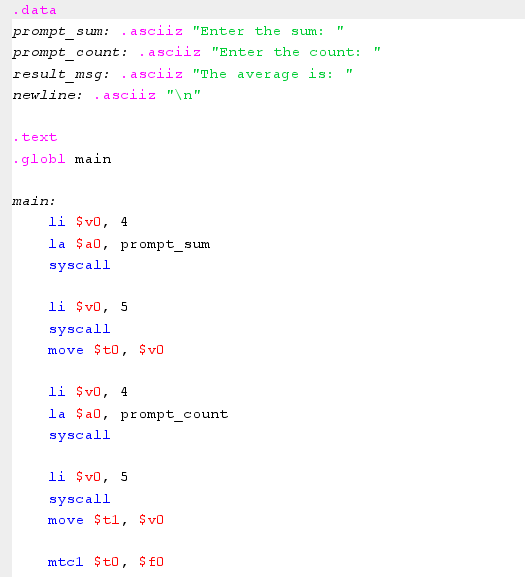 .data
prompt_sum: .asciiz "Enter the sum: "
prompt_count: .asciiz "Enter the count: "
result_msg: .asciiz "The average is: "
newline: .asciiz "\n"
.text
.globl main
main:
li $v0, 4
la $a0, prompt_sum
syscall
li $v0, 5
syscall
move $t0, $v0
li $v0, 4
la $a0, prompt_count
syscall
li $v0, 5
syscall
move $t1, $v0
mtc1 $t0, $f0